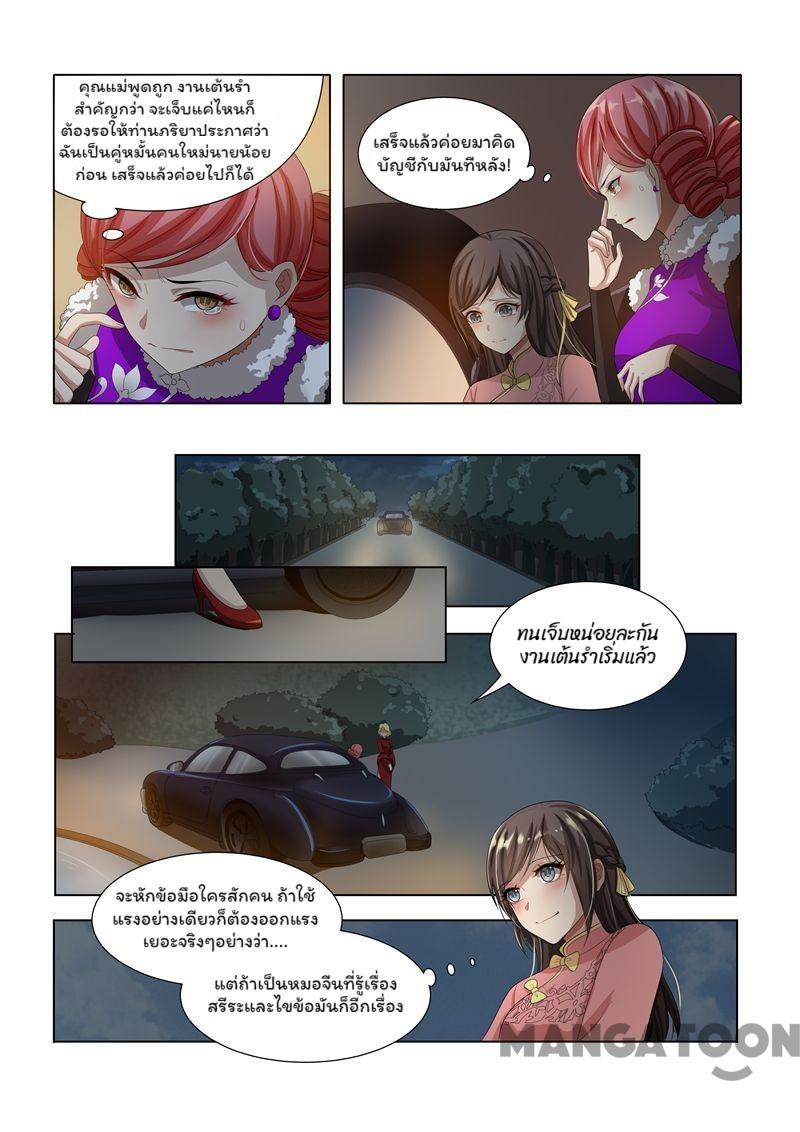 คุณแม่พูดถูก งานเต้นรำ
สำคัญกว่า จะเจ็บแค่ไหนก็
ต้องรอให้ท่านภริยาประกาศว่า
ฉันเป็นคู่หมั้นคนใหม่นายน้อย
ก่อน เสร็จแล้วค่อยไปก็ได้
เสร็จแล้วค่อยมาคิด
บัญชีกับมันทีหลัง!
ทนเจ็บหน่อยละกัน
งานเต้นรำเริ่มแล้ว
จะหักข้อมือใครสักคน ถ้าใช้
แรงอย่างเดียวก็ต้องออกแรง
เยอะจริงๆอย่างว่า....
แต่ถ้าเป็นหมอจีนที่รู้เรื่อง
สรีระและไขข้อมันก็อีกเรื่อง
MANGATOON